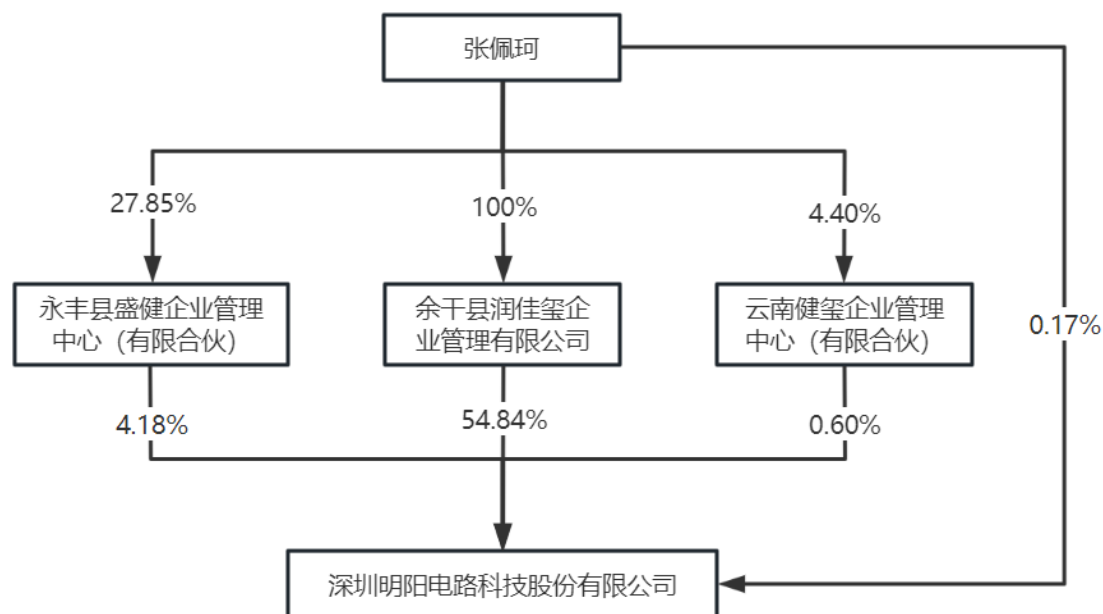 张佩珂
27.85%
100%
4.40%
永丰县盛健企业管理
中心（有限合伙）
余干县润佳玺企
业管理有限公司
云南健玺企业管理
中心（有限合伙）
0.17%
4.18%
54.84%
0.60%
深圳明阳电路科技股份有限公司